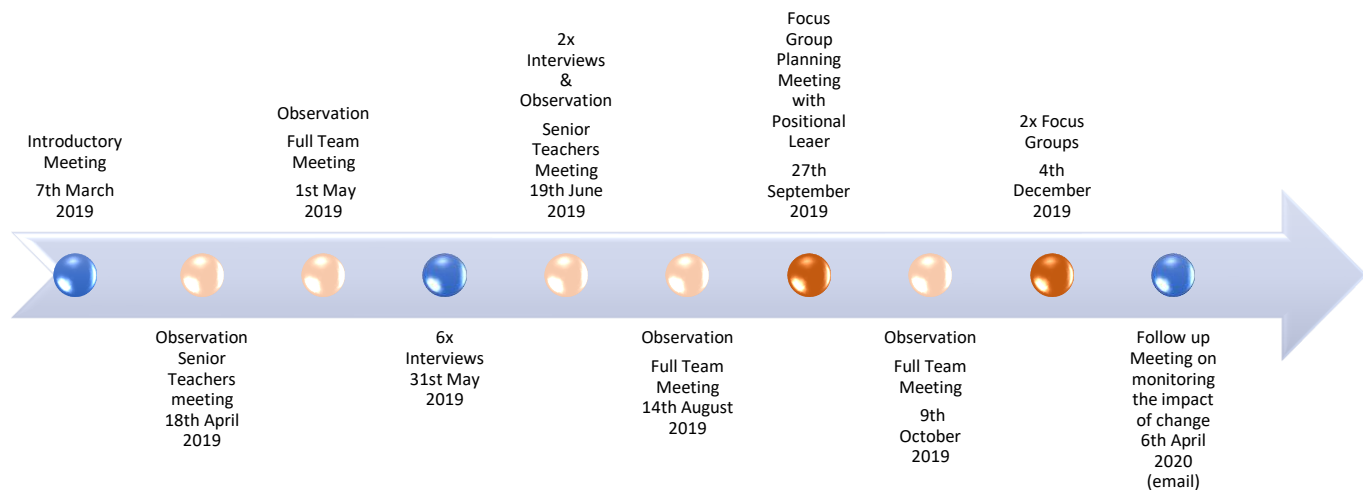 Introductory
Meeting
7th March
2019
Observation
Senior
Teachers
meeting
18th April
2019
Observation
Full Team
Meeting
1st May
2019
6x
Interviews
31st May
2019
2x
Interviews
&
Observation
Senior
Teachers
Meeting
19th June
2019
Observation
Full Team
Meeting
14th August
2019
Focus
Group
Planning
Meeting
with
Positional
Leaer
27th
September
2019
Observation
Full Team
Meeting
9th
October
2019
2x Focus
Groups
4th
December
2019
Follow up
Meeting on
monitoring
the impact
of change
6th April
2020
(email)